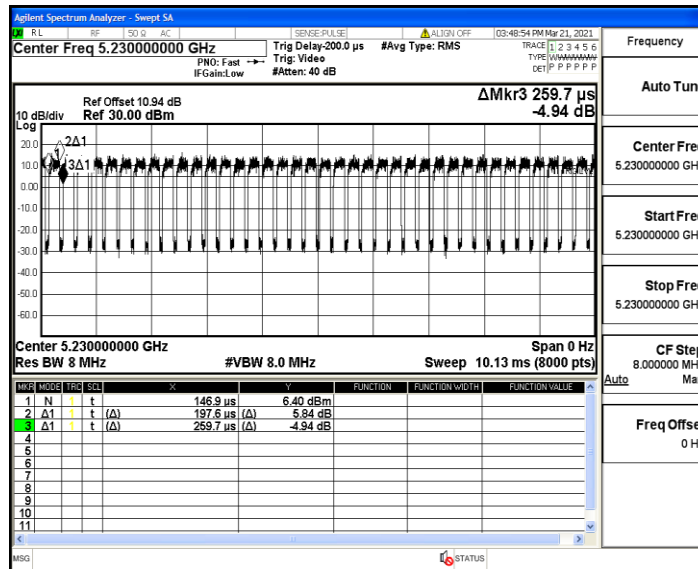 Agilent Spectrum Analyzer - Swept SA
RL RF 50 Ω AC SENSE:PULSE ALIGN OFF 03:48:54 PM Mar 21, 2021
Center Freq 5.230000000 GHz
PNO: Fast
IFGain:Low
Trig Delay-200.0 µs
Trig: Video
#Atten: 40 dB
#Avg Type: RMS
TRACE 1 2 3 4 5 6
TYPE
DET P P P P P P
Ref Offset 10.94 dB
10 dB/div Ref 30.00 dBm
Log
ΔMkr3 259.7 µs
-4.94 dB
20.0
10.0
0.00
-10.0
-20.0
-30.0
-40.0
-50.0
-60.0
2Δ1
1
3Δ1
Center 5.230000000 GHz Span 0 Hz
Res BW 8 MHz #VBW 8.0 MHz Sweep 10.13 ms (8000 pts)
MKR MODE TRC SCL X Y FUNCTION FUNCTION WIDTH FUNCTION VALUE
1 N 1 t 146.9 µs 6.40 dBm
2 Δ1 1 t (Δ) 197.6 µs (Δ) 5.84 dB
3 Δ1 1 t (Δ) 259.7 µs (Δ) -4.94 dB
4
5
6
7
8
9
10
11
MSG STATUS
Frequency
Auto Tun
Center Fre
5.230000000 GH
Start Fre
5.230000000 GH
Stop Fre
5.230000000 GH
CF Step
8.000000 MH
Auto Ma
Freq Offse
0 H